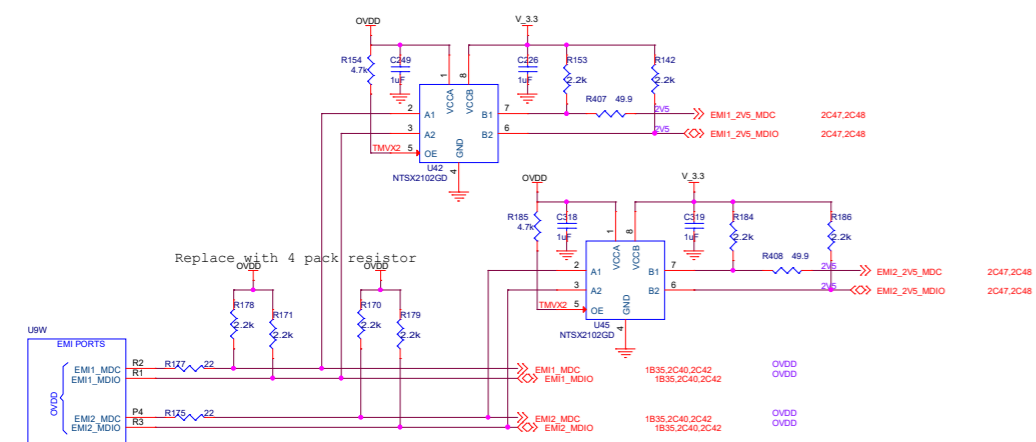 OVDD
V_3.3
R154
4.7k
C249
1uF
1
VCCA
8
VCCB
C226
1uF
R153
2.2k
R142
2.2k
2
A1
B1
7
R407 49.9
2V5
EMI1_2V5_MDC
2C47,2C48
3
A2
B2
6
2V5
EMI1_2V5_MDIO
2C47,2C48
TMVX2
5
OE
GND
4
U42
NTSX2102GD
OVDD
V_3.3
R185
4.7k
C318
1uF
1
VCCA
8
VCCB
C319
1uF
R184
2.2k
R186
2.2k
2
A1
B1
7
R408 49.9
2V5
EMI2_2V5_MDC
2C47,2C48
3
A2
B2
6
2V5
EMI2_2V5_MDIO
2C47,2C48
TMVX2
5
OE
GND
4
U45
NTSX2102GD
Replace with 4 pack resistor
OVDD
OVDD
R178
2.2k
R171
2.2k
R170
2.2k
R179
2.2k
U9W
EMI PORTS
OVDD
EMI1_MDC
R2
R177 22
EMI1_MDC
1B35,2C40,2C42
OVDD
EMI1_MDIO
R1
EMI1_MDIO
1B35,2C40,2C42
OVDD
EMI2_MDC
P4
R175 22
EMI2_MDC
1B35,2C40,2C42
OVDD
EMI2_MDIO
R3
EMI2_MDIO
1B35,2C40,2C42
OVDD